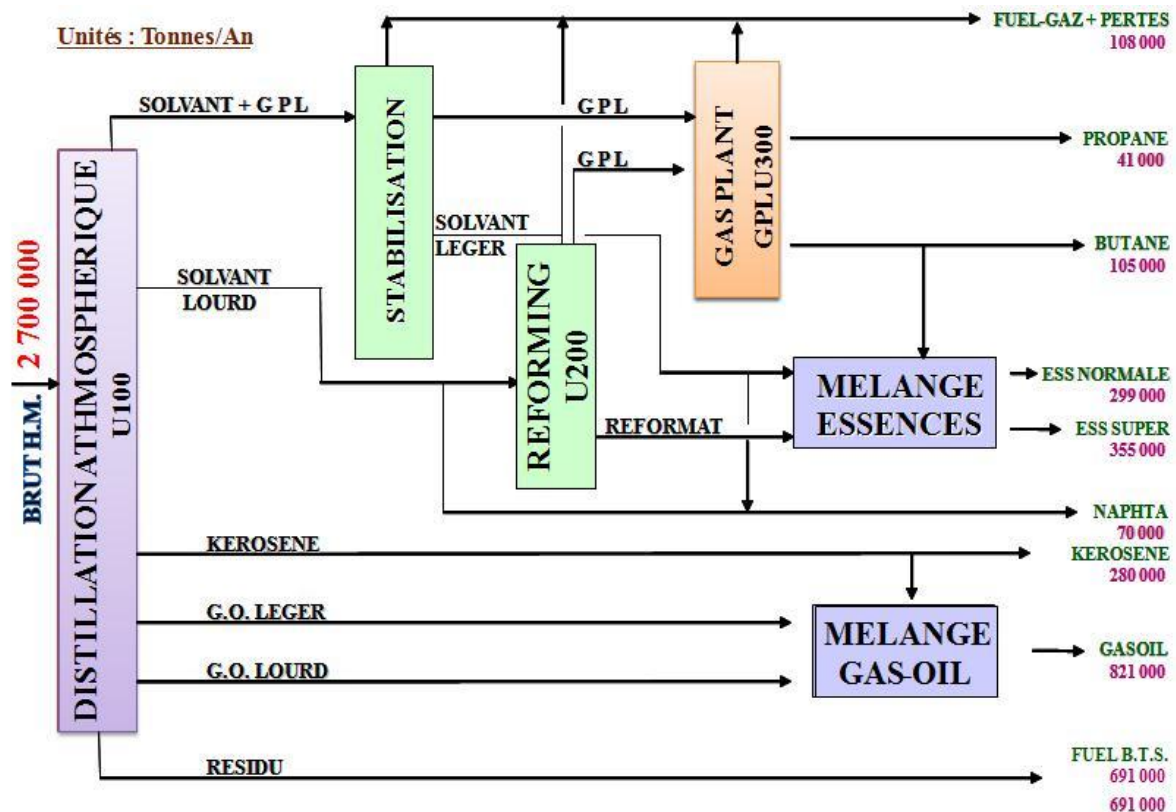 Unités : Tonnes/An
FUEL-GAZ + PERTES
108 000
SOLVANT + G P L
STABILISATION
G P L
GAS PLANT
GPLU300
PROPANE
41 000
G P L
DISTILLATION ATHMOSPHERIQUE
U100
SOLVANT
LEGER
BUTANE
105 000
SOLVANT
LOURD
REFORMING
U200
2 700 000
BRUT H.M.
MELANGE
ESSENCES
ESS NORMALE
299 000
REFORMAT
ESS SUPER
355 000
NAPHTA
70 000
KEROSENE
KEROSENE
280 000
G.O. LEGER
MELANGE
GAS-OIL
GASOIL
821 000
G.O. LOURD
RESIDU
FUEL B.T.S.
691 000
691 000